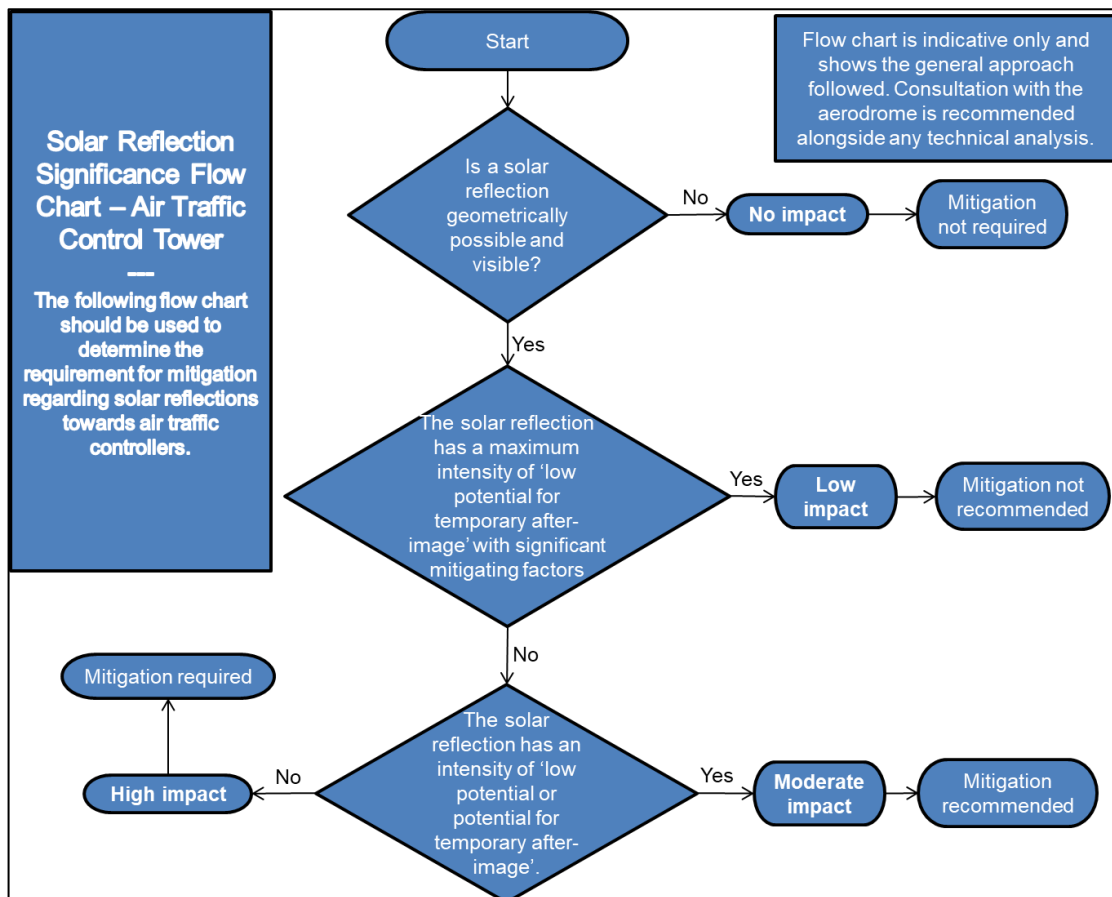 Solar Reflection
Significance Flow
Chart – Air Traffic
Control Tower
---
The following flow chart
should be used to
determine the
requirement for mitigation
regarding solar reflections
towards air traffic
controllers.
Start
Flow chart is indicative only and
shows the general approach
followed. Consultation with the
aerodrome is recommended
alongside any technical analysis.
Is a solar
reflection
geometrically
possible and
visible?
No
No impact
Mitigation
not required
Yes
The solar reflection
has a maximum
intensity of ‘low
potential for
temporary after-
image’ with significant
mitigating factors
Yes
Low
impact
Mitigation not
recommended
No
The solar
reflection has an
intensity of ‘low
potential or
potential for
temporary after-
image’.
Yes
Moderate
impact
Mitigation
recommended
No
High impact
Mitigation required